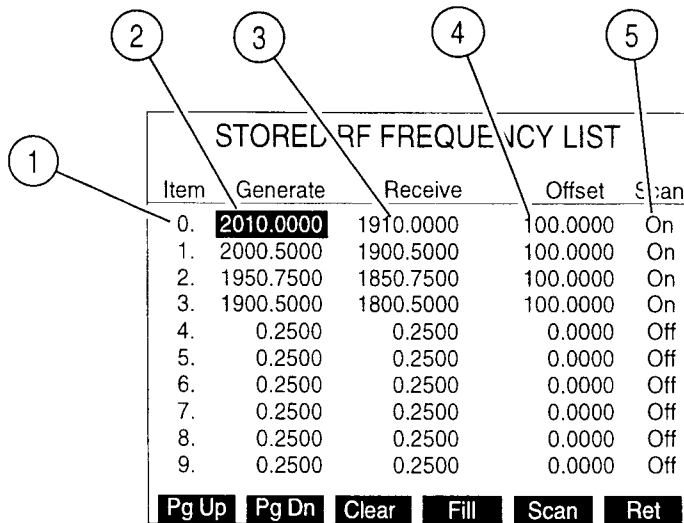 1 2 3 4 5
STORED RF FREQUENCY LIST
Item Generate Receive Offset Scan
0. 2010.0000 1910.0000 100.0000 On
1. 2000.5000 1900.5000 100.0000 On
2. 1950.7500 1850.7500 100.0000 On
3. 1900.5000 1800.5000 100.0000 On
4. 0.2500 0.2500 0.0000 Off
5. 0.2500 0.2500 0.0000 Off
6. 0.2500 0.2500 0.0000 Off
7. 0.2500 0.2500 0.0000 Off
8. 0.2500 0.2500 0.0000 Off
9. 0.2500 0.2500 0.0000 Off
Pg Up Pg Dn Clear Fill Scan Ret